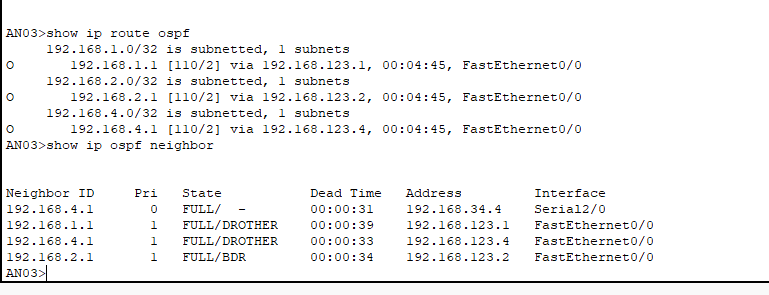 AN03>show ip route ospf
192.168.1.0/32 is subnetted, 1 subnets
O 192.168.1.1 [110/2] via 192.168.123.1, 00:04:45, FastEthernet0/0
192.168.2.0/32 is subnetted, 1 subnets
O 192.168.2.1 [110/2] via 192.168.123.2, 00:04:45, FastEthernet0/0
192.168.4.0/32 is subnetted, 1 subnets
O 192.168.4.1 [110/2] via 192.168.123.4, 00:04:45, FastEthernet0/0
AN03>show ip ospf neighbor
Neighbor ID Pri State Dead Time Address Interface
192.168.4.1 0 FULL/ - 00:00:31 192.168.34.4 Serial2/0
192.168.1.1 1 FULL/DROTHER 00:00:39 192.168.123.1 FastEthernet0/0
192.168.4.1 1 FULL/DROTHER 00:00:33 192.168.123.4 FastEthernet0/0
192.168.2.1 1 FULL/BDR 00:00:34 192.168.123.2 FastEthernet0/0
AN03>